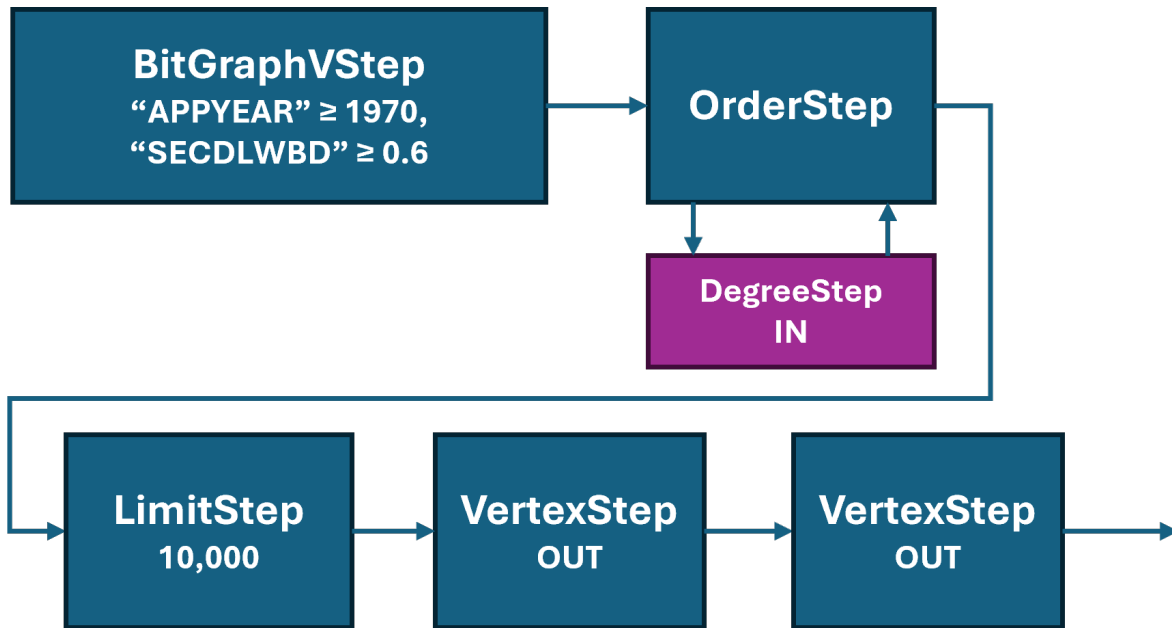 BitGraphVStep
“APPYEAR” ≥ 1970,
“SECDLWBD” ≥ 0.6
OrderStep
DegreeStep
IN
LimitStep
10,000
VertexStep
OUT
VertexStep
OUT